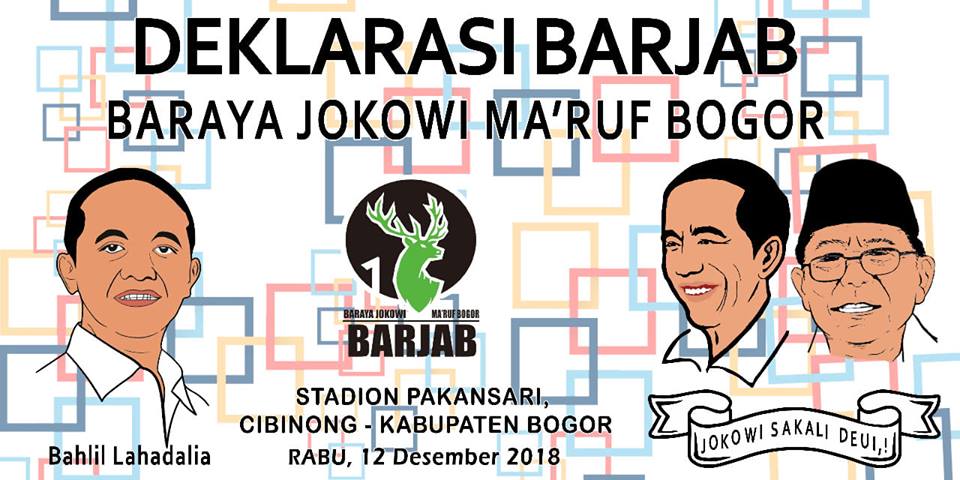 DEKLARASI BARJAB
BARAYA JOKOWI MA'RUF BOGOR
1
BARAYA JOKOWI MA'RUF BOGOR
BARJAB
STADION PAKANSARI,
CIBINONG - KABUPATEN BOGOR
RABU, 12 Desember 2018
Bahlil Lahadalia
JOKOWI SAKALI DEUI,!